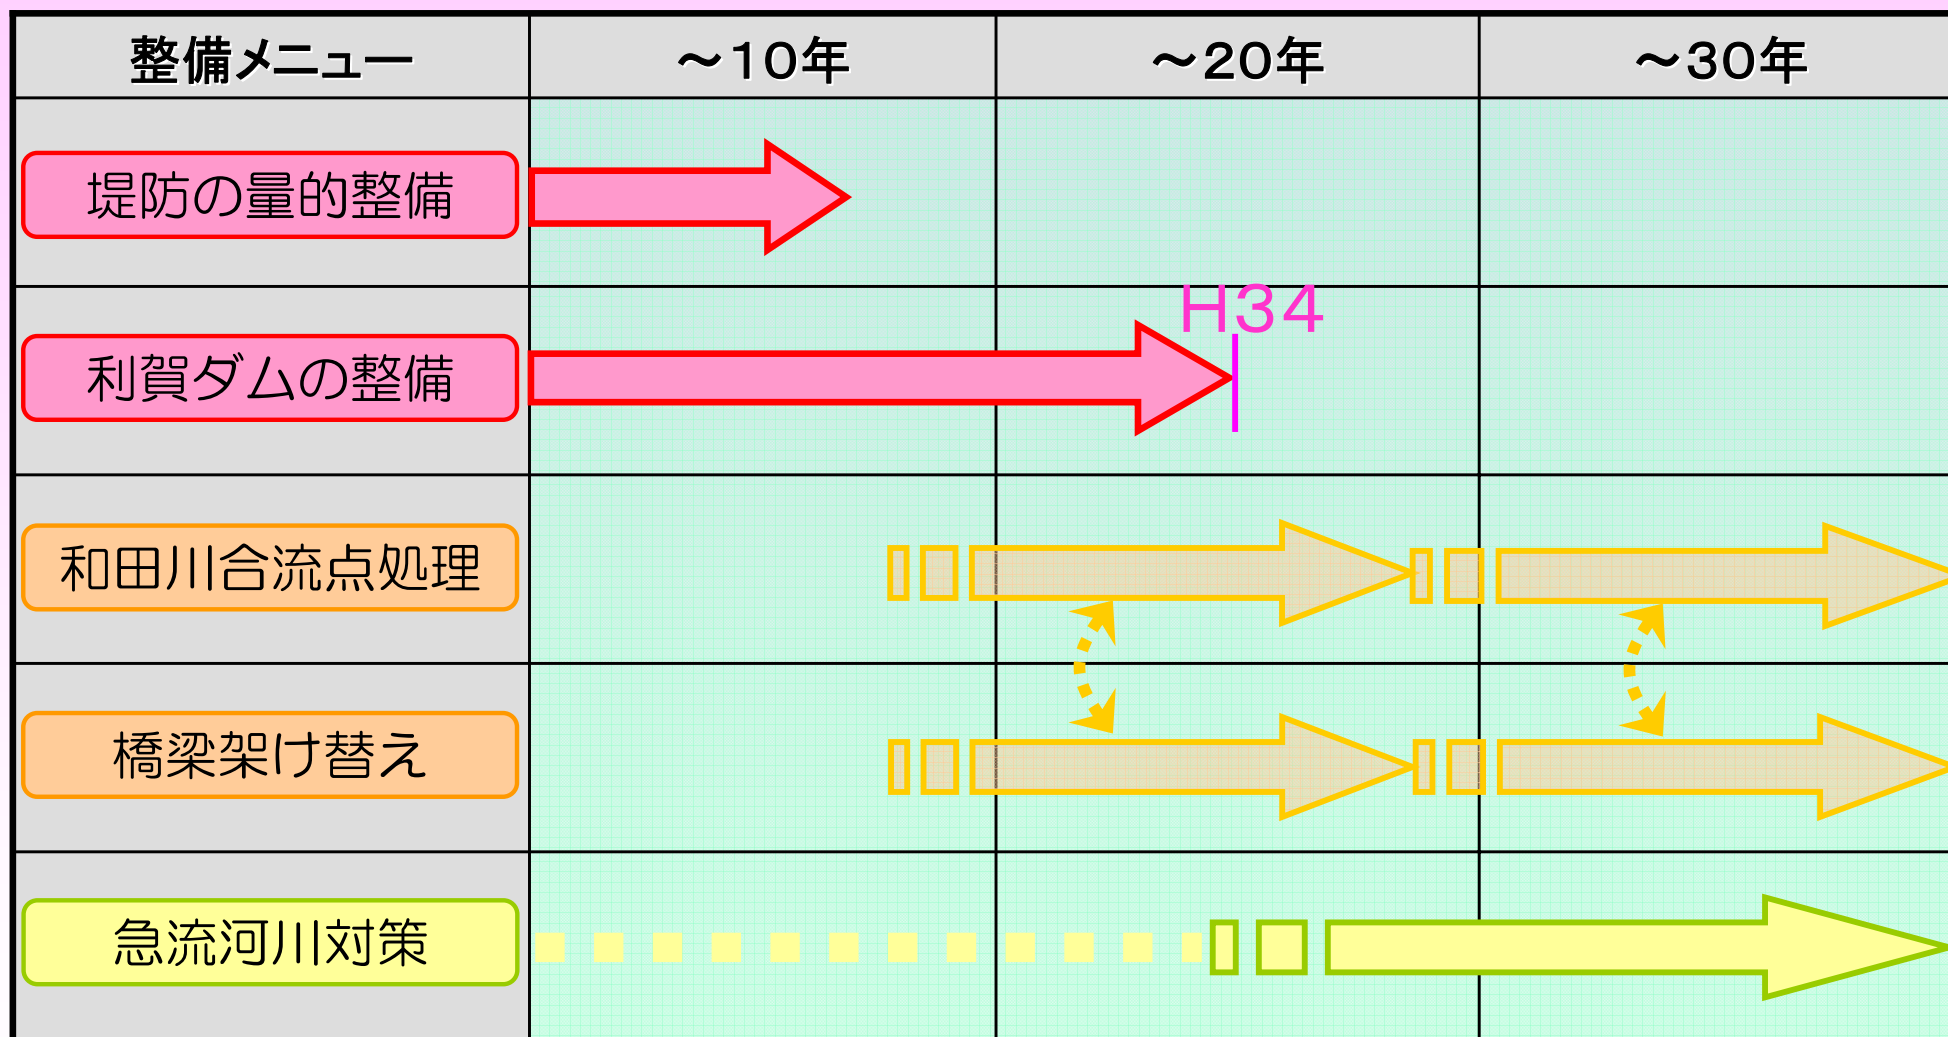 整備メニュー ～10年 ～20年 ～30年
堤防の量的整備
H34
利賀ダムの整備
和田川合流点処理
橋梁架け替え
急流河川対策